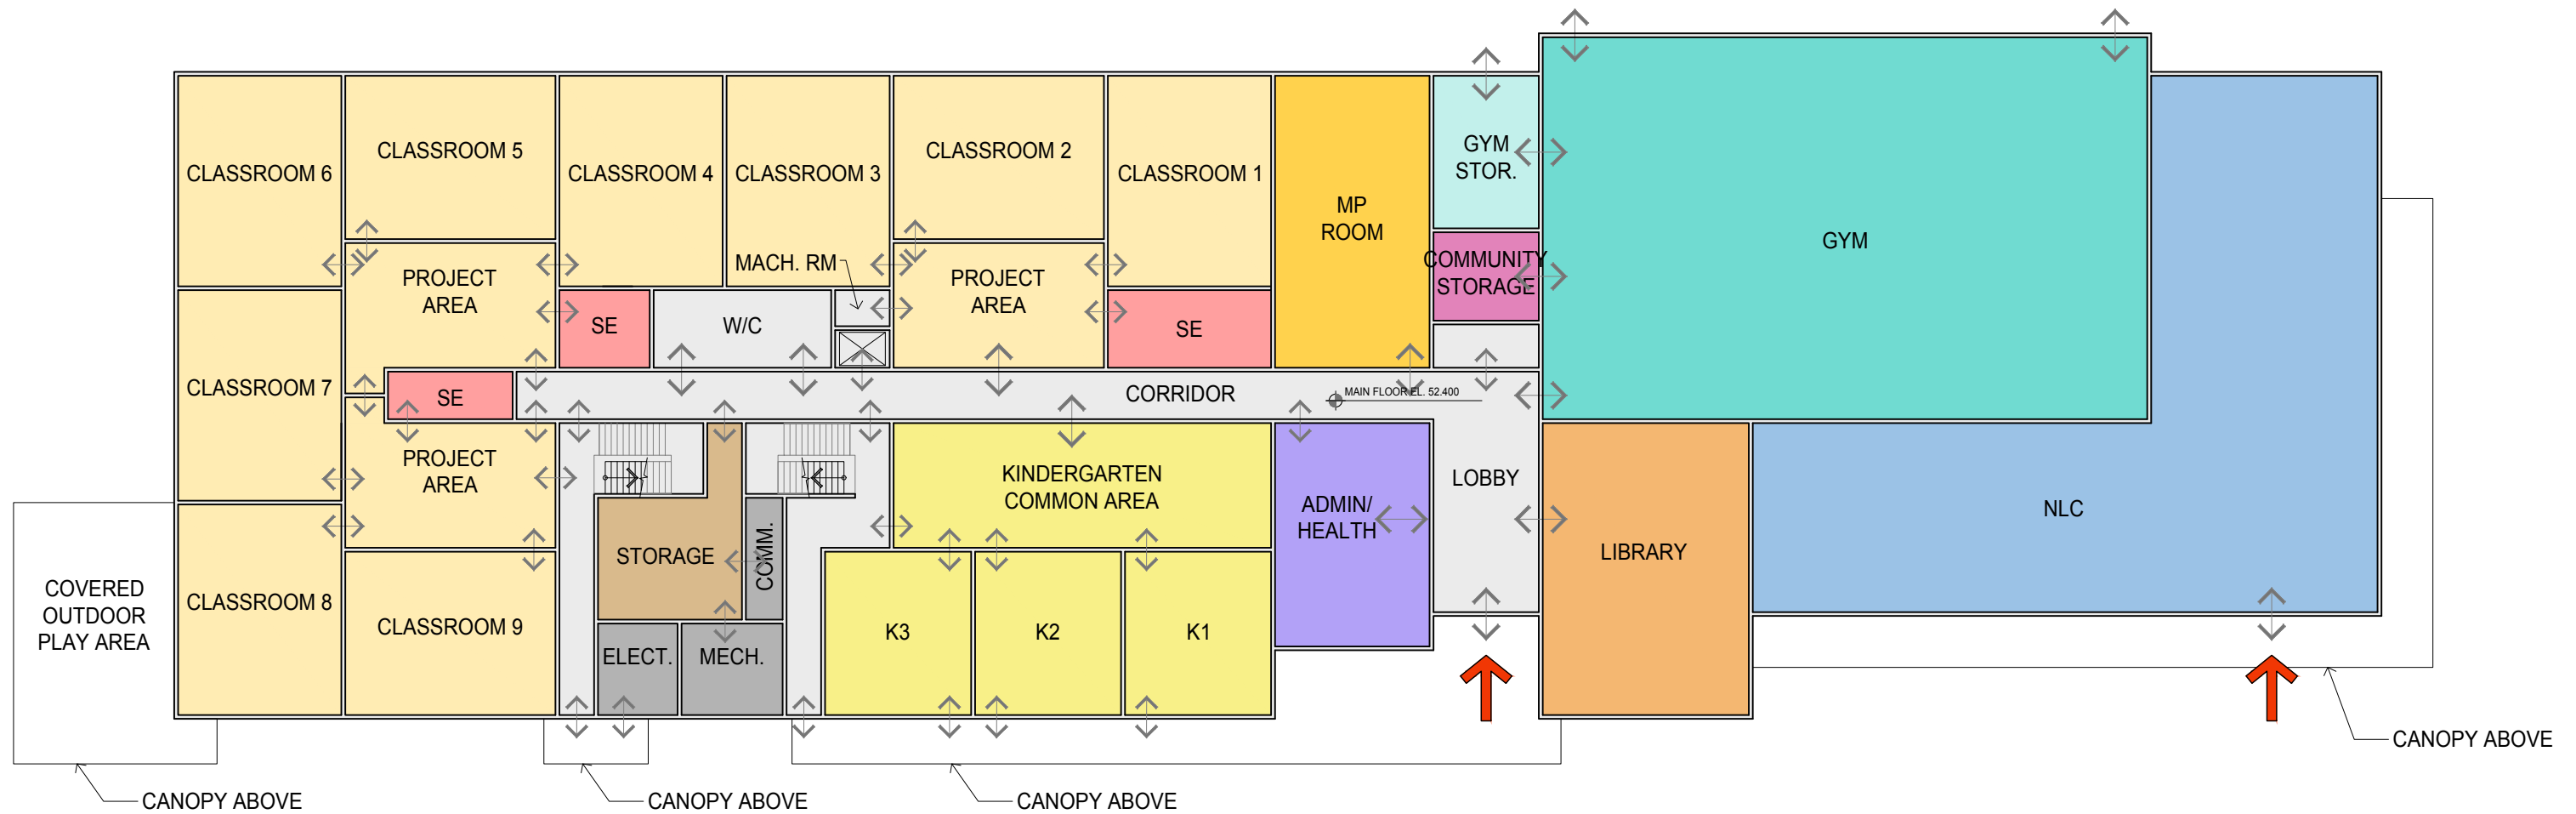 CLASSROOM 6
CLASSROOM 5
CLASSROOM 4
CLASSROOM 3
CLASSROOM 2
CLASSROOM 1
MP
ROOM
GYM
STOR.
GYM
COMMUNITY
STORAGE
PROJECT
AREA
MACH. RM
PROJECT
AREA
SE
W/C
SE
CLASSROOM 7
SE
CORRIDOR
MAIN FLOOR EL. 52.400
PROJECT
AREA
KINDERGARTEN
COMMON AREA
ADMIN/
HEALTH
LOBBY
NLC
STORAGE
COMM.
LIBRARY
COVERED
OUTDOOR
PLAY AREA
CLASSROOM 8
CLASSROOM 9
ELECT.
MECH.
K3
K2
K1
CANOPY ABOVE
CANOPY ABOVE
CANOPY ABOVE
CANOPY ABOVE